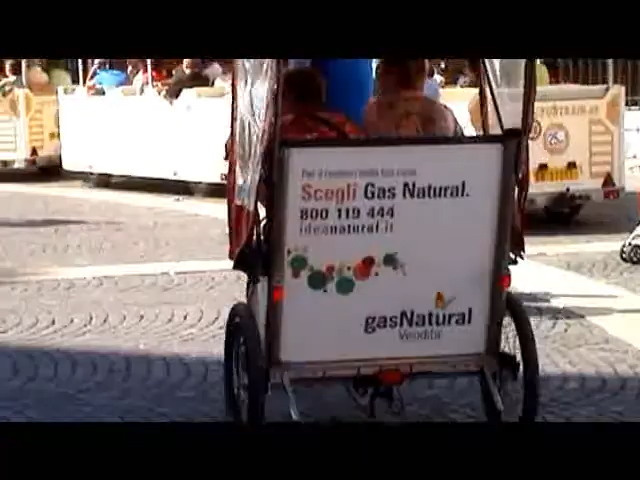 Scegli Gas Natural.
800 119 444
ideanatural.it
gasNatural
Vendita